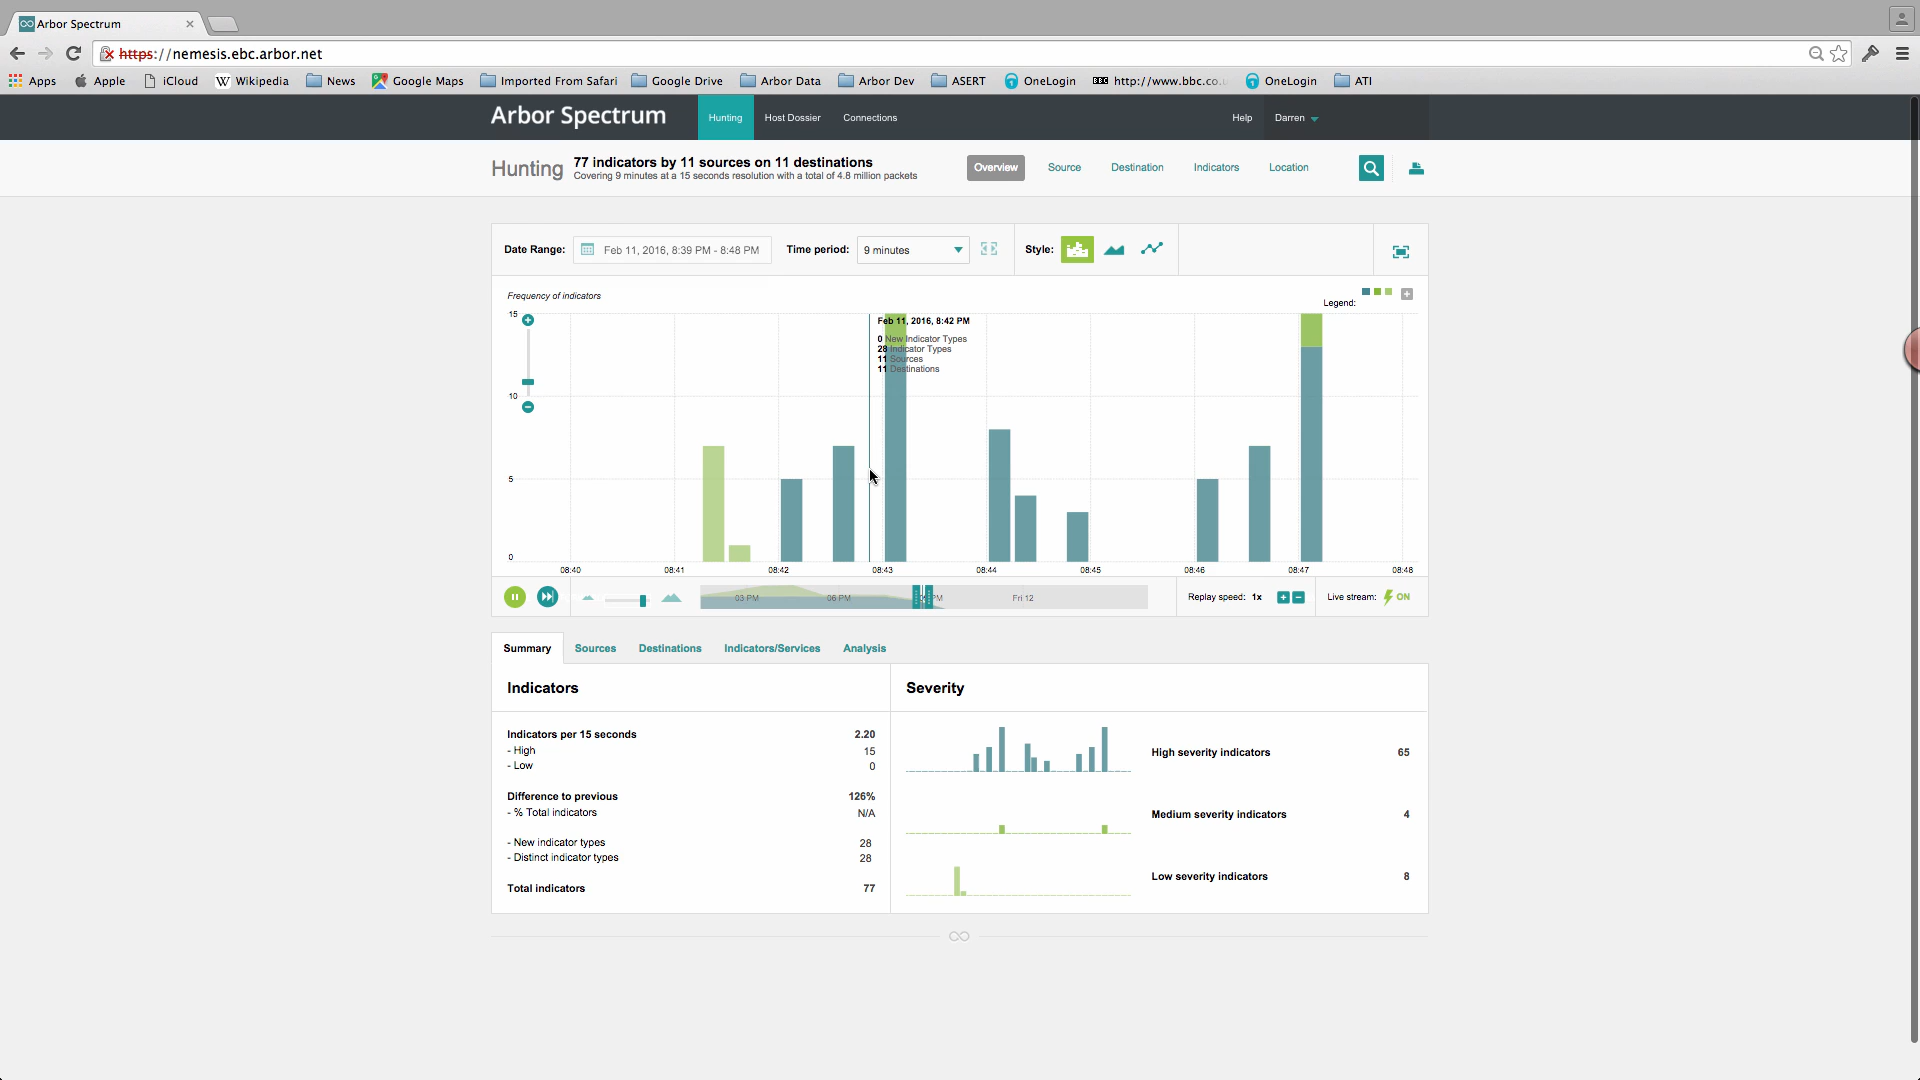 Arbor Spectrum
https://nemesis.ebc.arbor.net
Apps Apple iCloud Wikipedia News Google Maps Imported From Safari Google Drive Arbor Data Arbor Dev ASERT OneLogin http://www.bbc.co.u OneLogin ATI
Arbor Spectrum Hunting Host Dossier Connections Help Darren
Hunting 77 indicators by 11 sources on 11 destinations
Covering 9 minutes at a 15 seconds resolution with a total of 4.8 million packets
Overview Source Destination Indicators Location
Date Range: Feb 11, 2016, 8:39 PM - 8:48 PM Time period: 9 minutes Style:
Frequency of indicators
Legend:
15
Feb 11, 2016, 8:42 PM
0 New Indicator Types
28 Indicator Types
11 Sources
11 Destinations
10
5
0
08:40 08:41 08:42 08:43 08:44 08:45 08:46 08:47 08:48
03 PM 06 PM PM Fri 12 Replay speed: 1x Live stream: ON
Summary Sources Destinations Indicators/Services Analysis
Indicators
Indicators per 15 seconds 2.20
- High 15
- Low 0
Difference to previous 126%
- % Total indicators N/A
- New indicator types 28
- Distinct indicator types 28
Total indicators 77
Severity
High severity indicators 65
Medium severity indicators 4
Low severity indicators 8